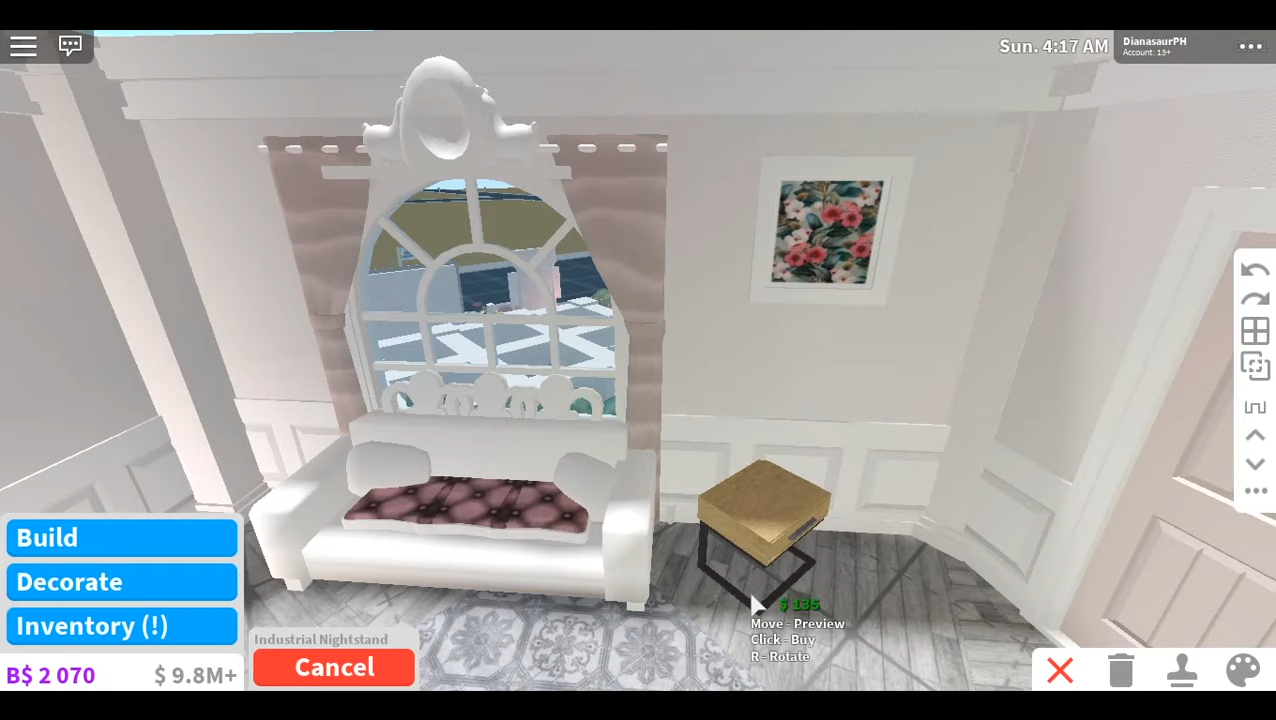 Sun. 4:17 AM
DianasaurPH
Account: 13+
Build
Decorate
Inventory (!)
B$ 2 070
$ 9.8M+
Industrial Nightstand
Cancel
$ 135
Move - Preview
Click - Buy
R - Rotate